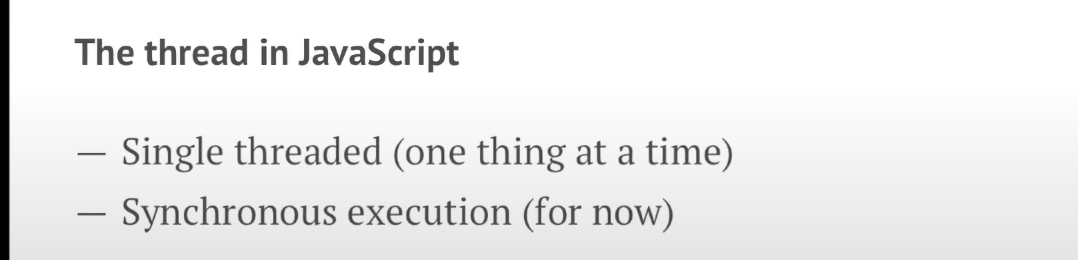 The thread in JavaScript
— Single threaded (one thing at a time)
— Synchronous execution (for now)